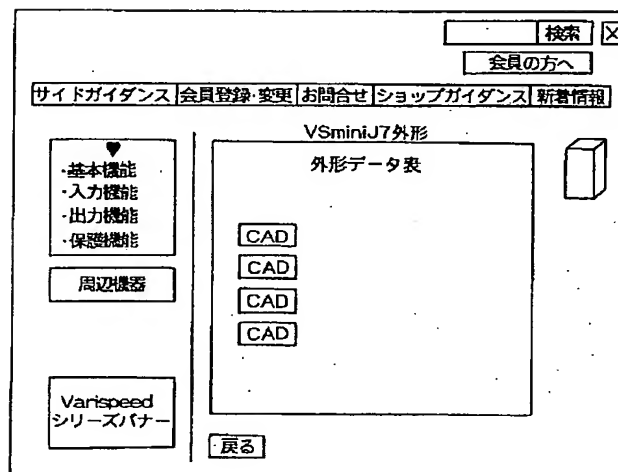 検索
会員の方へ
サイドガイダンス 会員登録・変更 お問合せ ショップガイダンス 新着情報
VSminiJ7外形
外形データ表
・基本機能
・入力機能
・出力機能
・保護機能
周辺機器
CAD
CAD
CAD
CAD
Varispeed
シリーズバナー
戻る